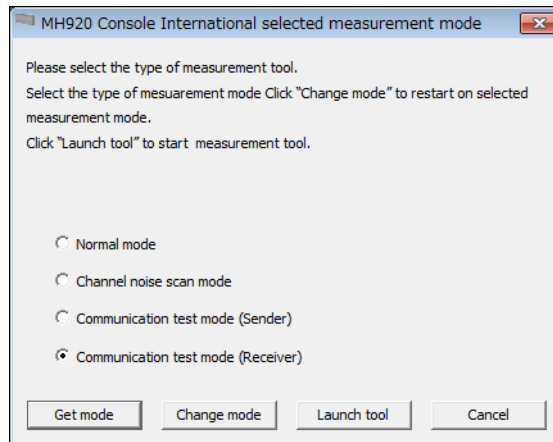 MH920 Console International selected measurement mode
Please select the type of measurement tool.
Select the type of mesuarement mode Click “Change mode” to restart on selected
measurement mode.
Click “Launch tool” to start measurement tool.
Normal mode
Channel noise scan mode
Communication test mode (Sender)
Communication test mode (Receiver)
Get mode Change mode Launch tool Cancel